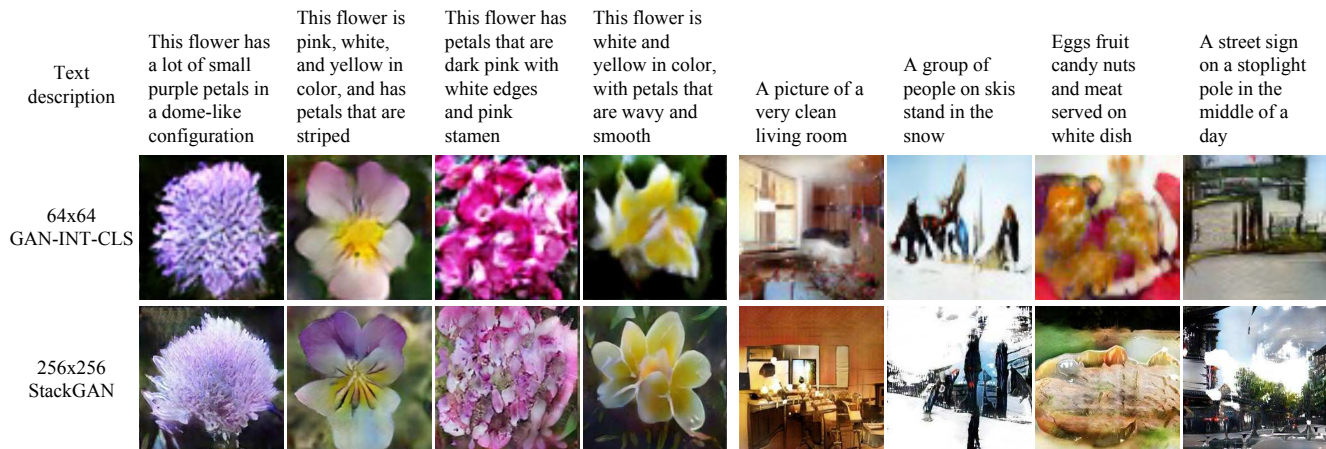 Text
description
This flower has
a lot of small
purple petals in
a dome-like
configuration
This flower is
pink, white,
and yellow in
color, and has
petals that are
striped
This flower has
petals that are
dark pink with
white edges
and pink
stamen
This flower is
white and
yellow in color,
with petals that
are wavy and
smooth
A picture of a
very clean
living room
A group of
people on skis
stand in the
snow
Eggs fruit
candy nuts
and meat
served on
white dish
A street sign
on a stoplight
pole in the
middle of a
day
64x64
GAN-INT-CLS
256x256
StackGAN